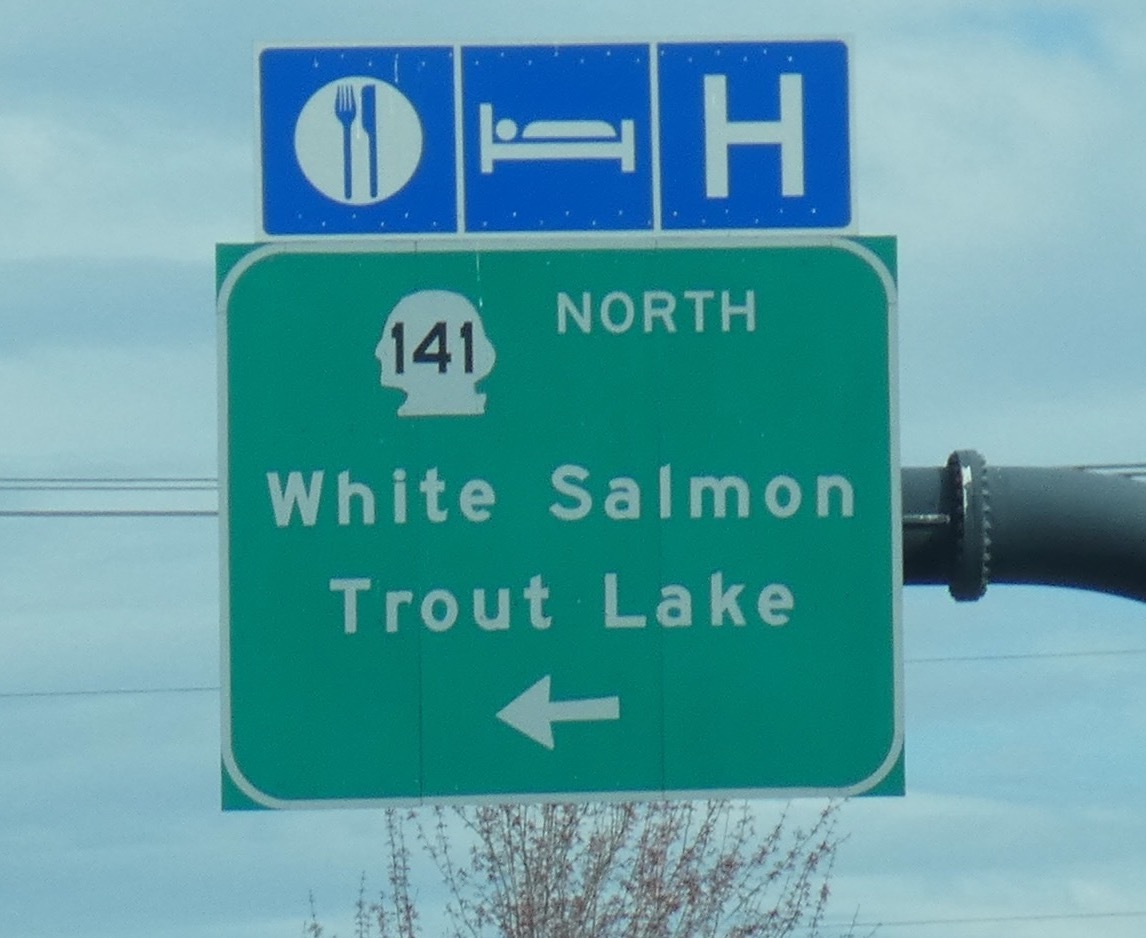 H
141 NORTH
White Salmon
Trout Lake